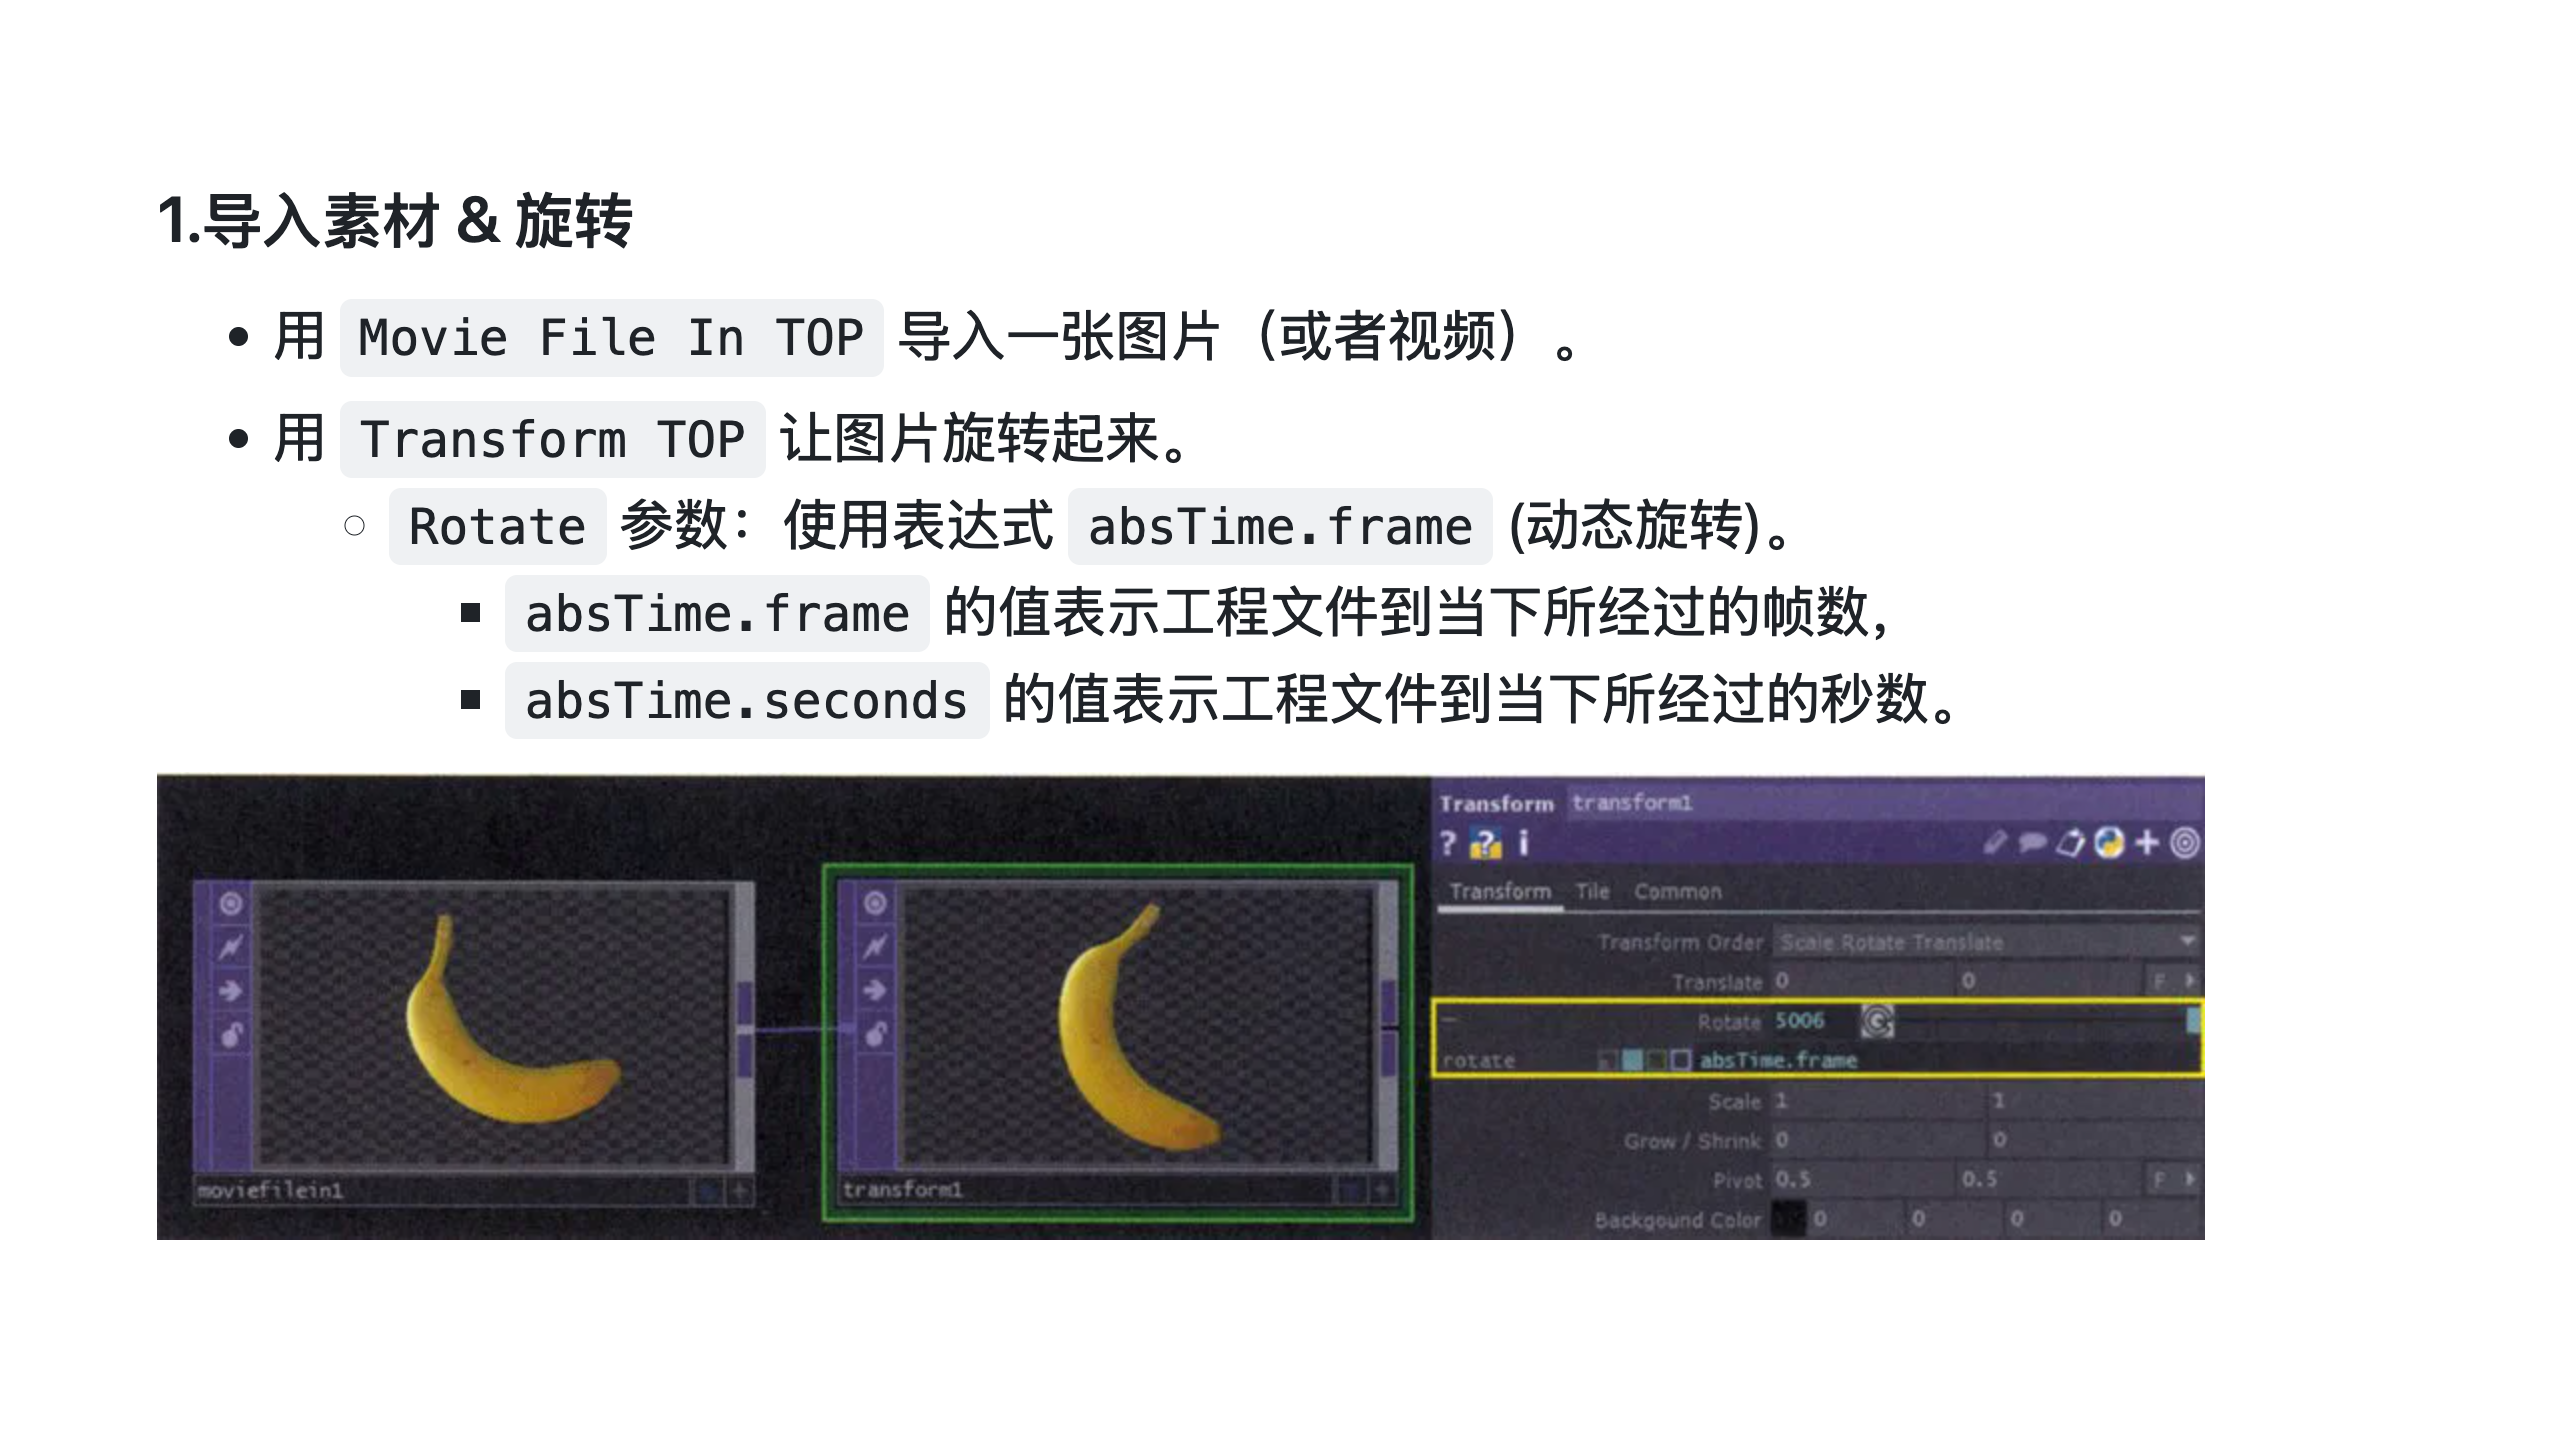 1.导入素材 & 旋转
用 Movie File In TOP 导入一张图片（或者视频）。
用 Transform TOP 让图片旋转起来。
Rotate 参数：使用表达式 absTime.frame (动态旋转)。
absTime.frame 的值表示工程文件到当下所经过的帧数，
absTime.seconds 的值表示工程文件到当下所经过的秒数。
moviefilein1
transform1
Transform transform1
? ? i
Transform Tile Common
Transform Order Scale Rotate Translate
Translate 0 0 F
Rotate 5006
rotate absTime.frame
Scale 1 1
Grow / Shrink 0 0
Pivot 0.5 0.5 F
Backgound Color 0 0 0 0